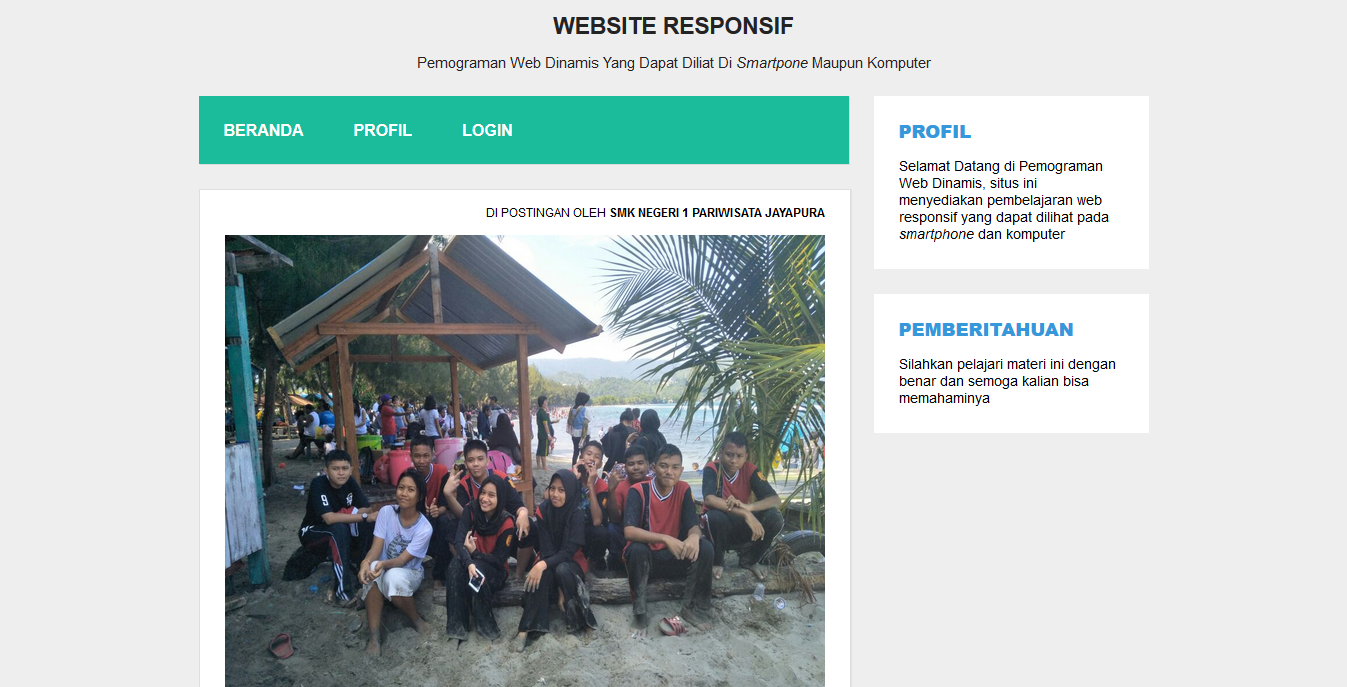 WEBSITE RESPONSIF
Pemograman Web Dinamis Yang Dapat Diliat Di Smartpone Maupun Komputer
BERANDA PROFIL LOGIN
DI POSTINGAN OLEH SMK NEGERI 1 PARIWISATA JAYAPURA
9
PROFIL
Selamat Datang di Pemograman
Web Dinamis, situs ini
menyediakan pembelajaran web
responsif yang dapat dilihat pada
smartphone dan komputer
PEMBERITAHUAN
Silahkan pelajari materi ini dengan
benar dan semoga kalian bisa
memahaminya